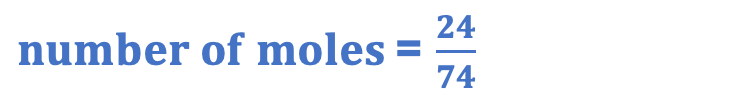 number of moles = 24/74